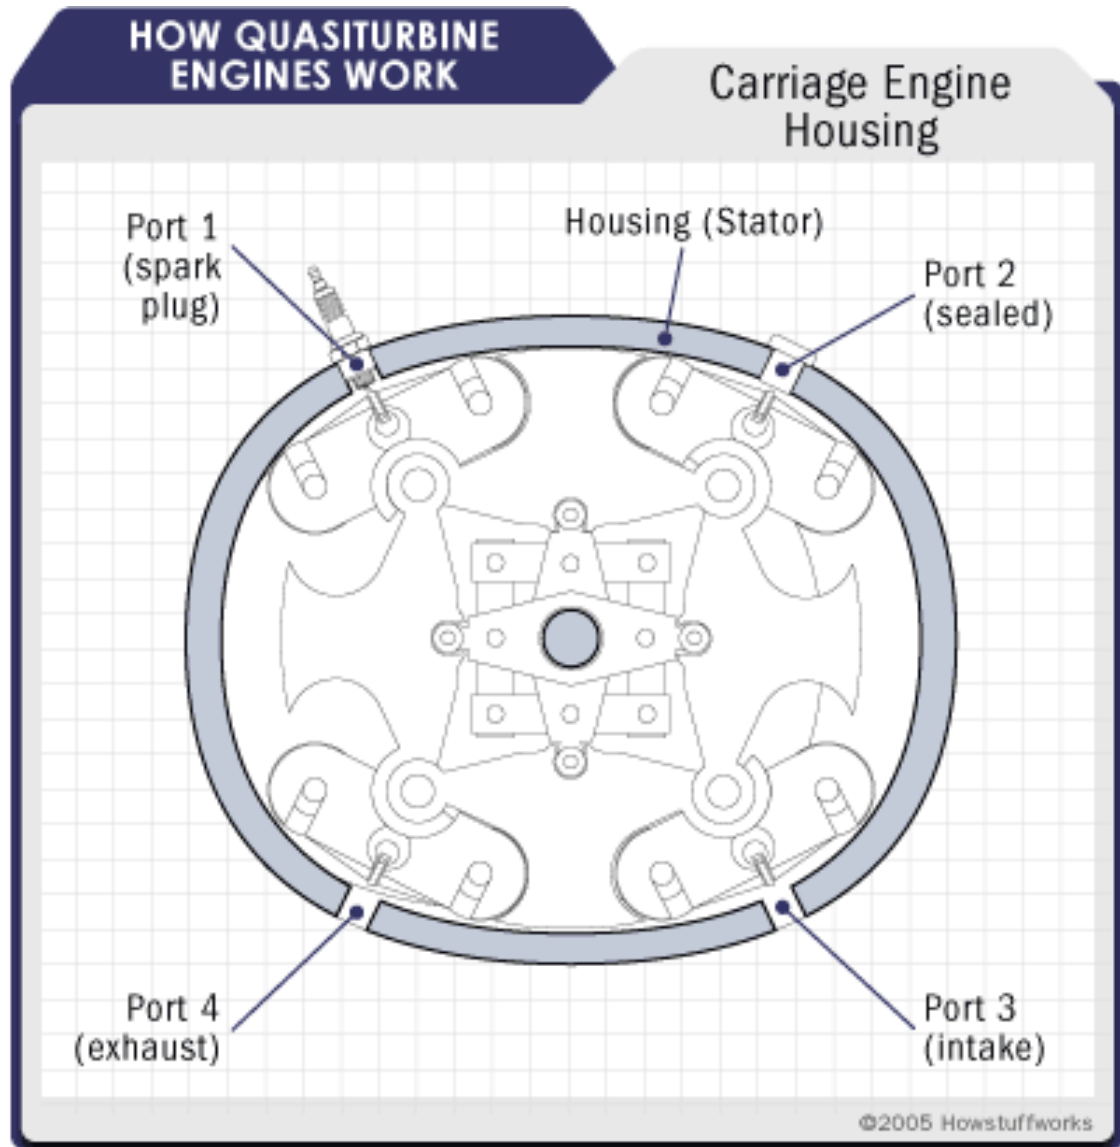 HOW QUASITURBINE
ENGINES WORK
Carriage Engine
Housing
Port 1
(spark
plug)
Housing (Stator)
Port 2
(sealed)
Port 4
(exhaust)
Port 3
(intake)
©2005 Howstuffworks